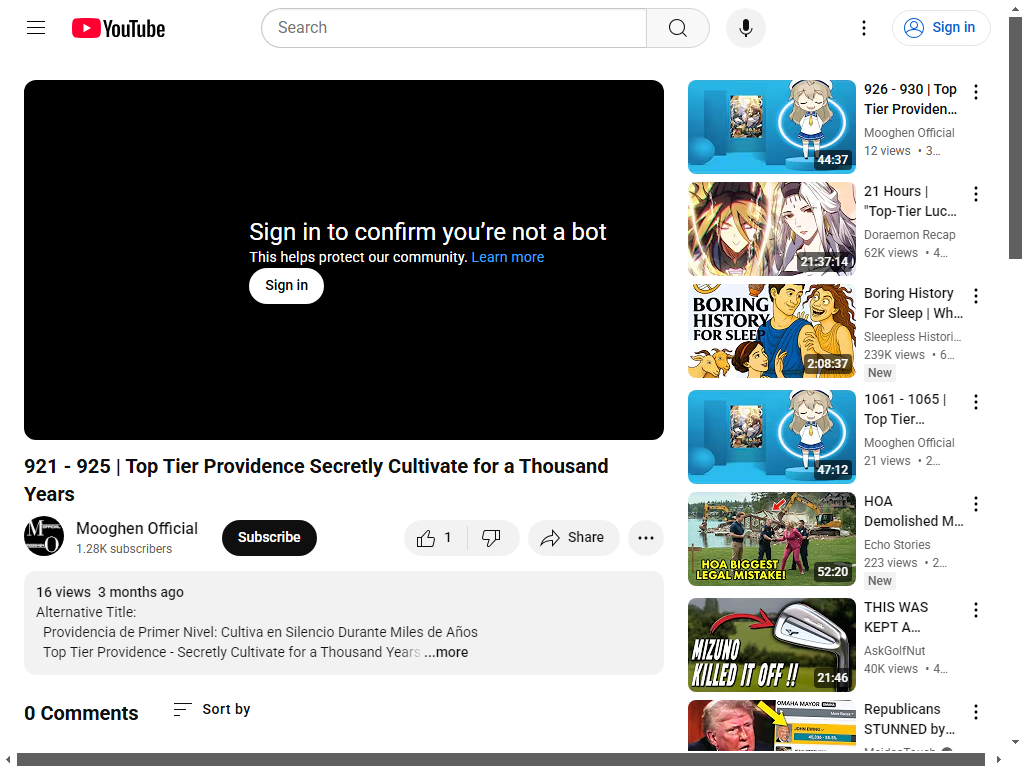 YouTube
Search
Sign in
Sign in to confirm you’re not a bot
This helps protect our community. Learn more
Sign in
921 - 925 | Top Tier Providence Secretly Cultivate for a Thousand
Years
Mooghen Official
1.28K subscribers
Subscribe
1
Share
16 views 3 months ago
Alternative Title:
Providencia de Primer Nivel: Cultiva en Silencio Durante Miles de Años
Top Tier Providence - Secretly Cultivate for a Thousand Years ...more
0 Comments
Sort by
44:37
926 - 930 | Top
Tier Providen...
Mooghen Official
12 views • 3...
21:37:14
21 Hours |
"Top-Tier Luc...
Doraemon Recap
62K views • 4...
BORING
HISTORY
FOR SLEEP
2:08:37
Boring History
For Sleep | Wh...
Sleepless Histori...
239K views • 6...
New
47:12
1061 - 1065 |
Top Tier...
Mooghen Official
21 views • 2...
HOA BIGGEST
LEGAL MISTAKE!
52:20
HOA
Demolished M...
Echo Stories
223 views • 2...
New
MIZUNO
KILLED IT OFF !!
21:46
THIS WAS
KEPT A...
AskGolfNut
40K views • 4...
OMAHA MAYOR
JOHN EWING
Republicans
STUNNED by...